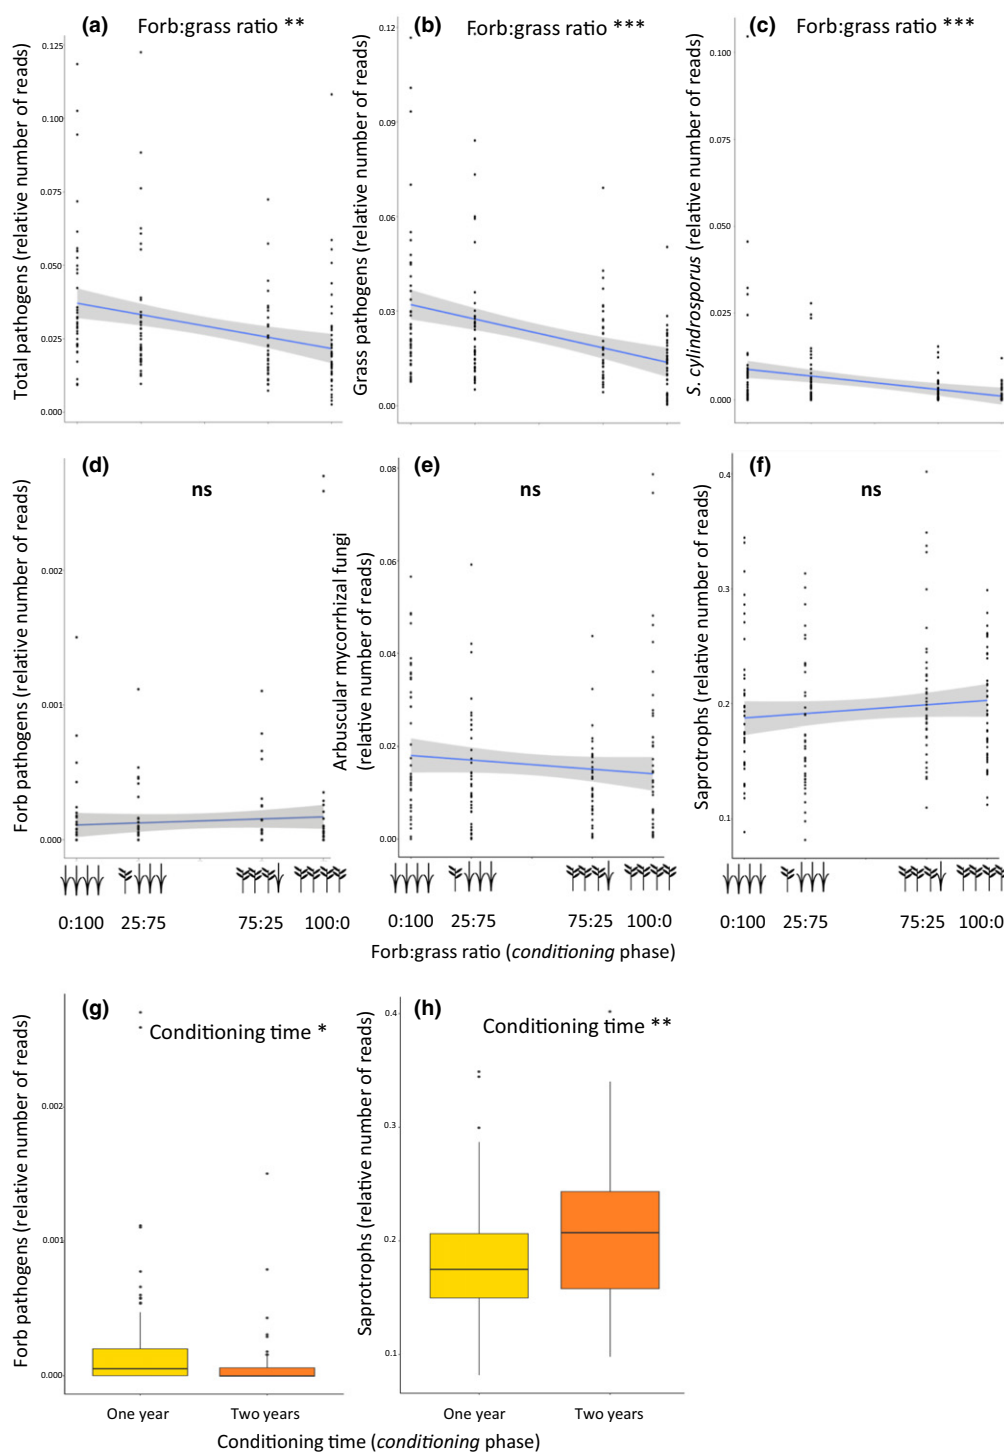 (a) Forb:grass ratio **
(b) Forb:grass ratio ***
(c) Forb:grass ratio ***
Total pathogens (relative number of reads)
0.125
0.100
0.075
0.050
0.025
0.000
Grass pathogens (relative number of reads)
0.12
0.09
0.06
0.03
0.00
S. cylindrosporus (relative number of reads)
0.100
0.075
0.050
0.025
0.000
(d)
ns
Forb pathogens (relative number of reads)
0.002
0.001
0.000
(e)
ns
Arbuscular mycorrhizal fungi
(relative number of reads)
0.08
0.06
0.04
0.02
0.00
(f)
ns
Saprotrophs (relative number of reads)
0.4
0.3
0.2
0.1
0:100 25:75 75:25 100:0
0:100 25:75 75:25 100:0
0:100 25:75 75:25 100:0
Forb:grass ratio (conditioning phase)
(g)
Conditioning time *
Forb pathogens (relative number of reads)
0.002
0.001
0.000
One year Two years
(h)
Conditioning time **
Saprotrophs (relative number of reads)
0.4
0.3
0.2
0.1
One year Two years
Conditioning time (conditioning phase)